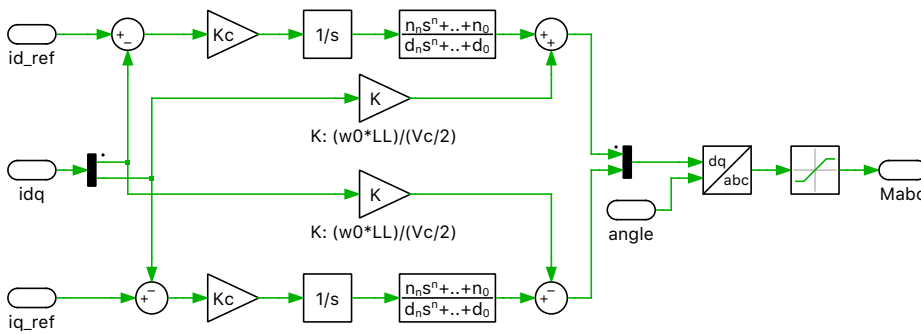 id_ref
+
−
Kc
1/s
nₙsⁿ+..+n₀
dₙsⁿ+..+d₀
+
+
K
K: (w0*LL)/(Vc/2)
idq
K
K: (w0*LL)/(Vc/2)
dq
abc
angle
Mabc
iq_ref
+
−
Kc
1/s
nₙsⁿ+..+n₀
dₙsⁿ+..+d₀
+
−